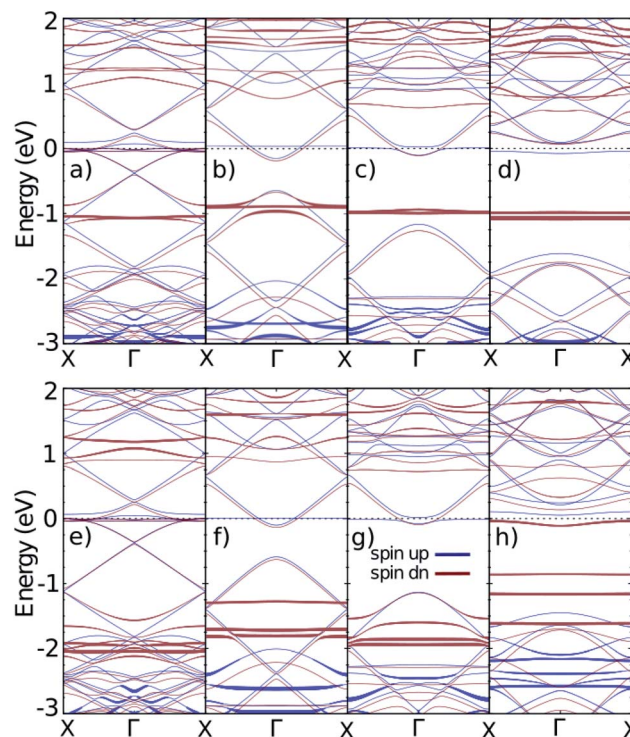 2
1
0
-1
-2
-3
Energy (eV)
a)
b)
c)
d)
X
Γ
X
Γ
X
Γ
X
Γ
X
2
1
0
-1
-2
-3
Energy (eV)
e)
f)
g)
h)
spin up
spin dn
X
Γ
X
Γ
X
Γ
X
Γ
X